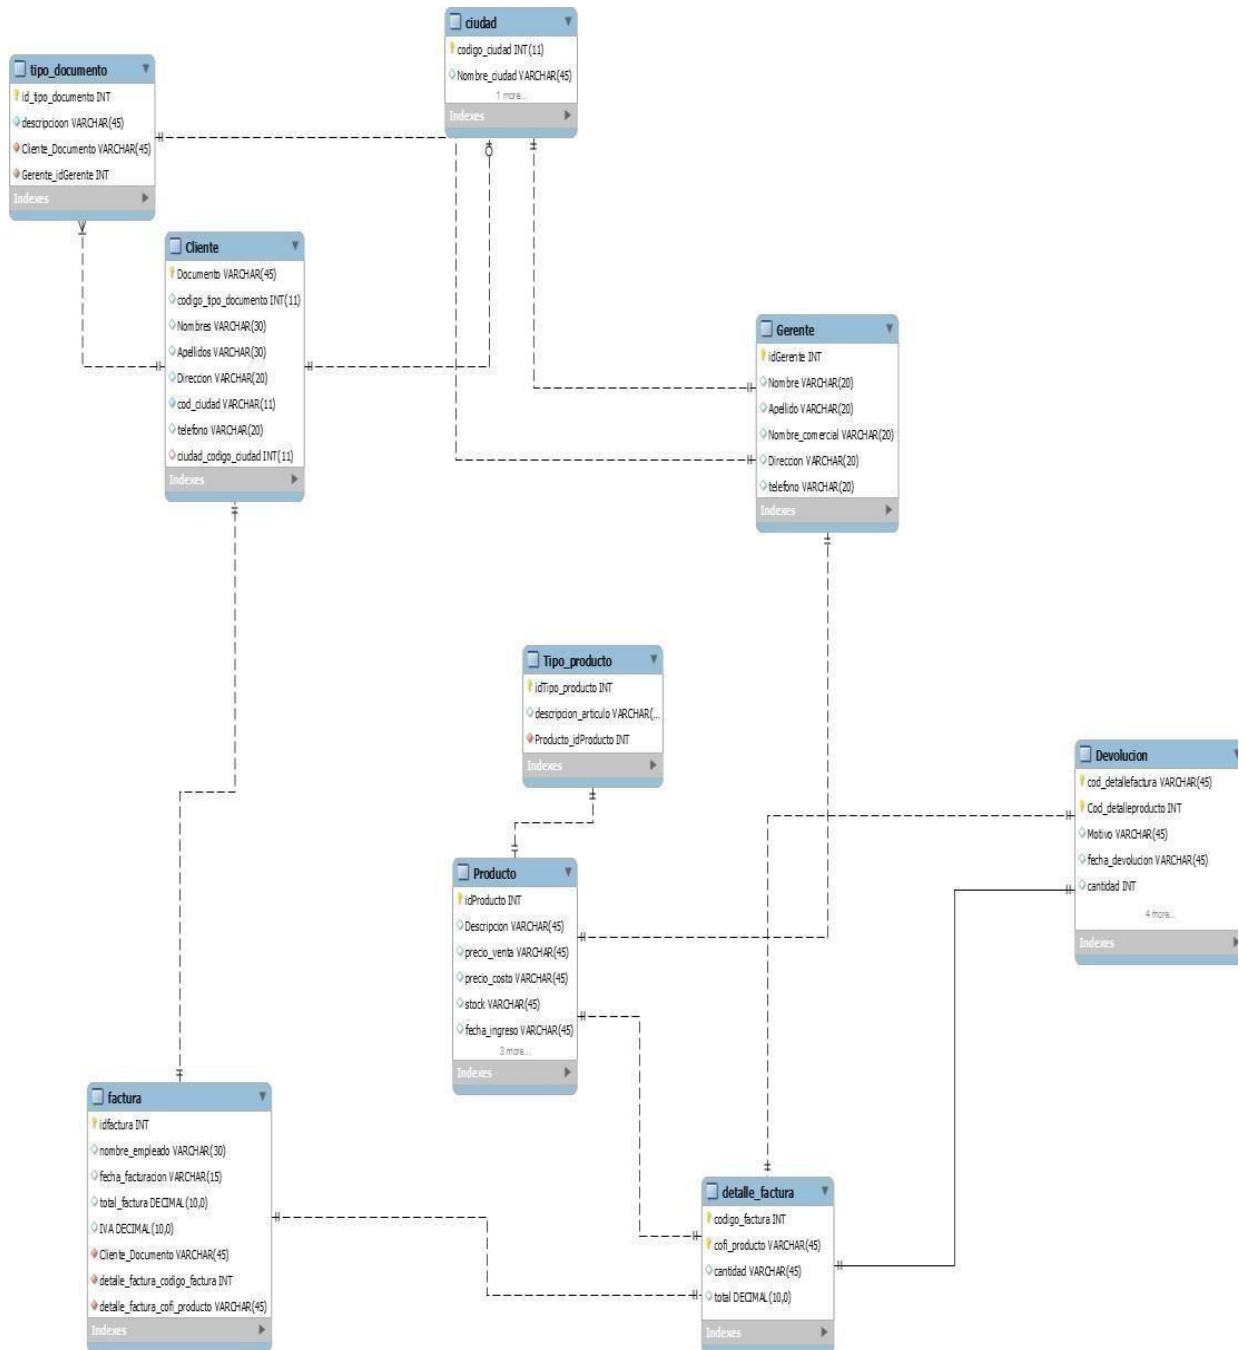 ciudad
codigo_ciudad INT(11)
Nombre_ciudad VARCHAR(45)
1 more...
Indexes
tipo_documento
id_tipo_documento INT
descripcioon VARCHAR(45)
Cliente_Documento VARCHAR(45)
Gerente_idGerente INT
Indexes
Cliente
Documento VARCHAR(45)
codigo_tipo_documento INT(11)
Nombres VARCHAR(30)
Apellidos VARCHAR(30)
Direccion VARCHAR(20)
cod_ciudad VARCHAR(11)
telefono VARCHAR(20)
ciudad_codigo_ciudad INT(11)
Indexes
Gerente
idGerente INT
Nombre VARCHAR(20)
Apellido VARCHAR(20)
Nombre_comercial VARCHAR(20)
Direccion VARCHAR(20)
telefono VARCHAR(20)
Indexes
Tipo_producto
idTipo_producto INT
descripcion_articulo VARCHAR(...
Producto_idProducto INT
Indexes
Devolucion
cod_detallefactura VARCHAR(45)
Cod_detalleproducto INT
Motivo VARCHAR(45)
fecha_devolucion VARCHAR(45)
cantidad INT
4 more...
Indexes
Producto
idProducto INT
Descripcion VARCHAR(45)
precio_venta VARCHAR(45)
precio_costo VARCHAR(45)
stock VARCHAR(45)
fecha_ingreso VARCHAR(45)
3 more...
Indexes
factura
idfactura INT
nombre_empleado VARCHAR(30)
fecha_facturacion VARCHAR(15)
total_factura DECIMAL(10,0)
IVA DECIMAL(10,0)
Cliente_Documento VARCHAR(45)
detalle_factura_codigo_factura INT
detalle_factura_cofi_producto VARCHAR(45)
Indexes
detalle_factura
codigo_factura INT
cofi_producto VARCHAR(45)
cantidad VARCHAR(45)
total DECIMAL(10,0)
Indexes